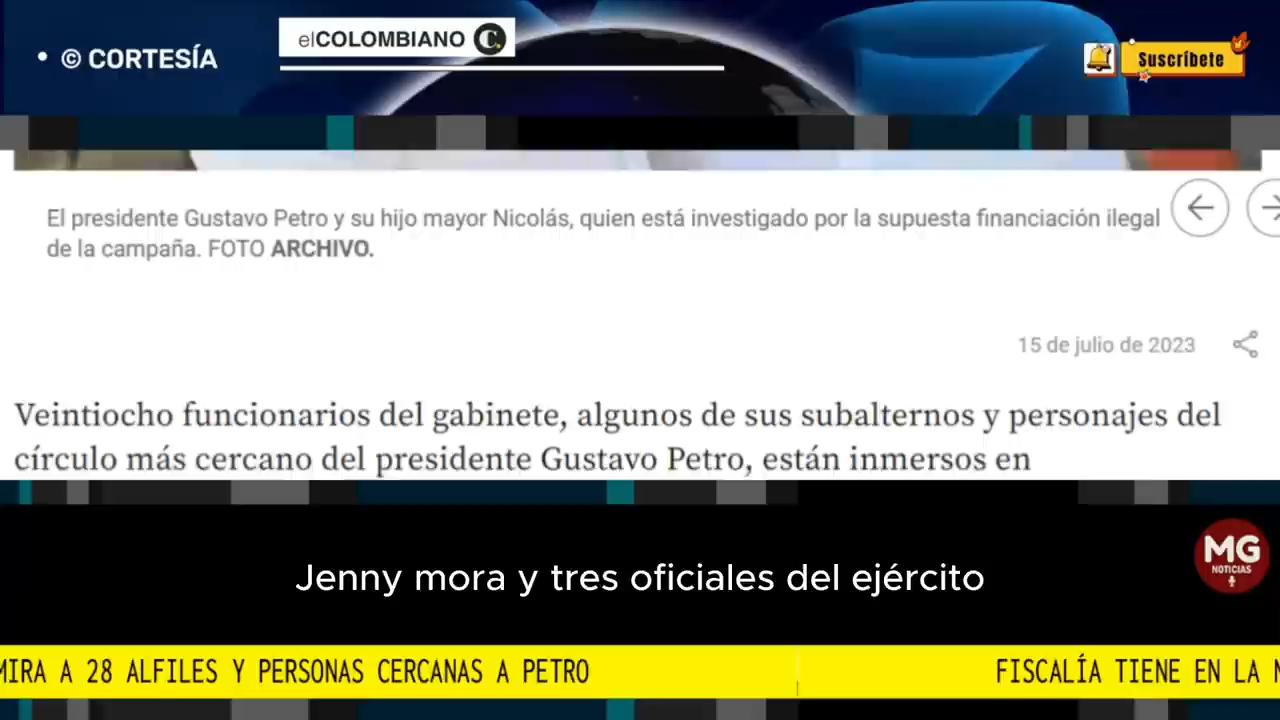 • © CORTESÍA
elCOLOMBIANO C.
Suscríbete
El presidente Gustavo Petro y su hijo mayor Nicolás, quien está investigado por la supuesta financiación ilegal
de la campaña. FOTO ARCHIVO.
15 de julio de 2023
Veintiocho funcionarios del gabinete, algunos de sus subalternos y personajes del
círculo más cercano del presidente Gustavo Petro, están inmersos en
Jenny mora y tres oficiales del ejército
MG
NOTICIAS
MIRA A 28 ALFILES Y PERSONAS CERCANAS A PETRO
FISCALÍA TIENE EN LA